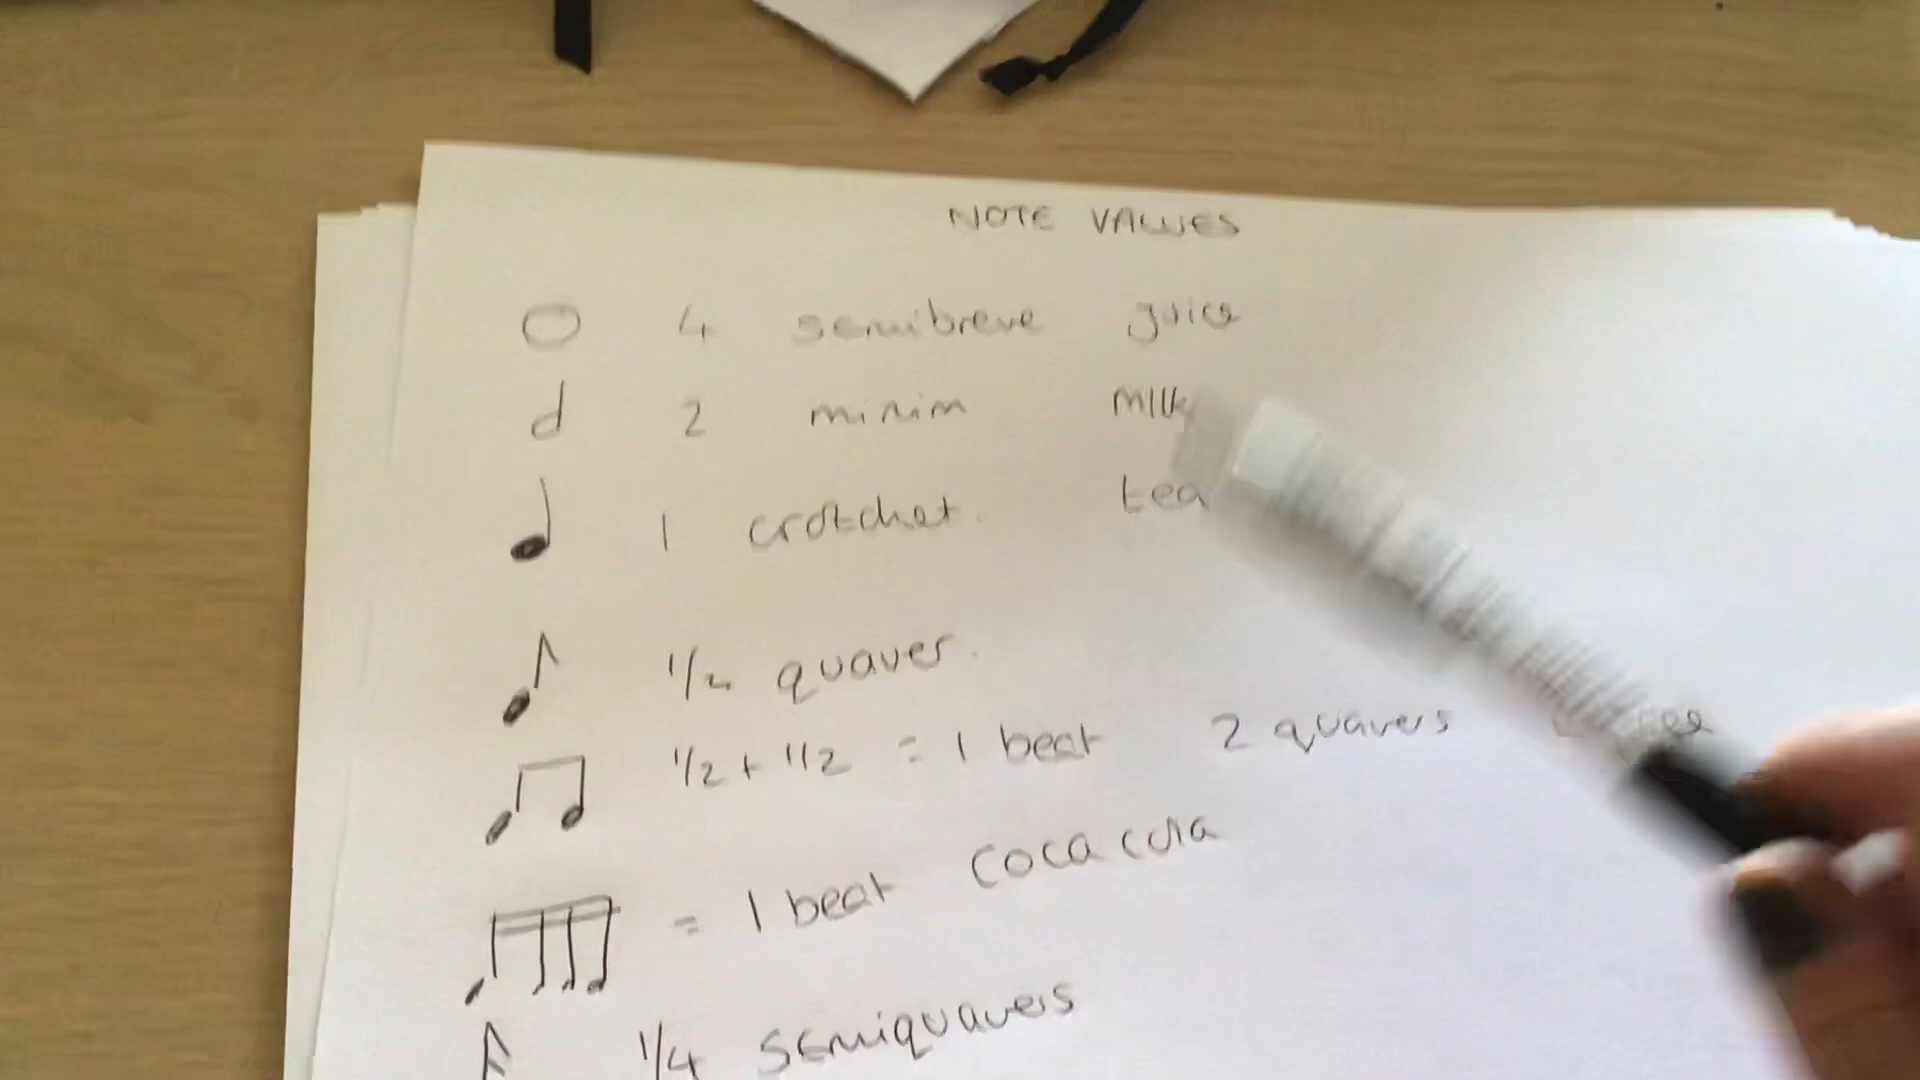 NOTE VALUES
4 semibreve juice
2 minim milk
1 crotchet. tea
1/2 quaver.
1/2 + 1/2 = 1 beat 2 quavers
= 1 beat coca cola
1/4 semiquavers